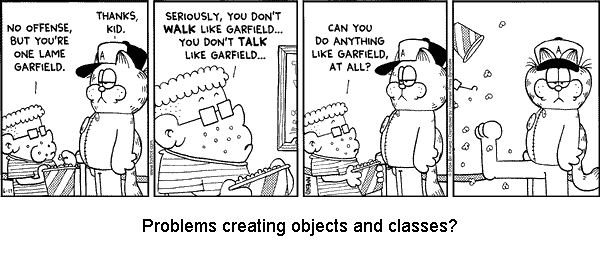 NO OFFENSE,
BUT YOU'RE
ONE LAME
GARFIELD.
THANKS,
KID.
A
SERIOUSLY, YOU DON'T
WALK LIKE GARFIELD...
YOU DON'T TALK
LIKE GARFIELD...
CAN YOU
DO ANYTHING
LIKE GARFIELD,
AT ALL?
A
Problems creating objects and classes?